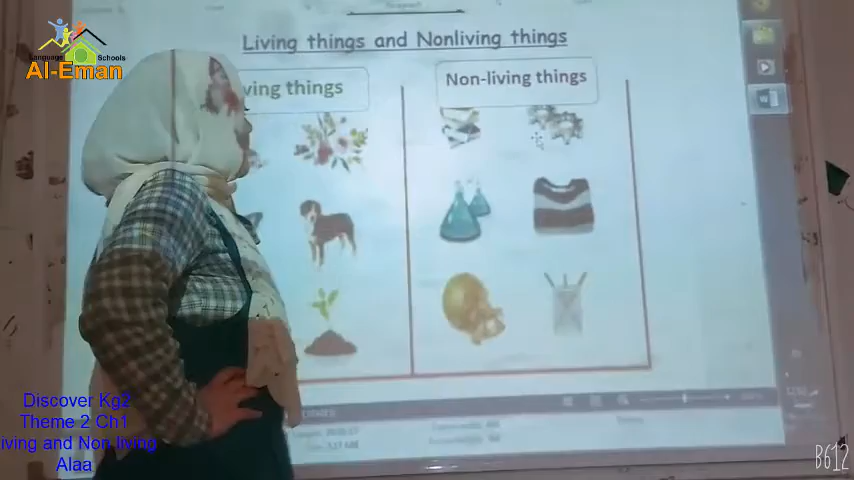 Living things and Nonliving things
ving things
Non-living things
Language Schools
Al-Eman
Discover Kg2
Theme 2 Ch1
iving and Non living
Alaa
B612